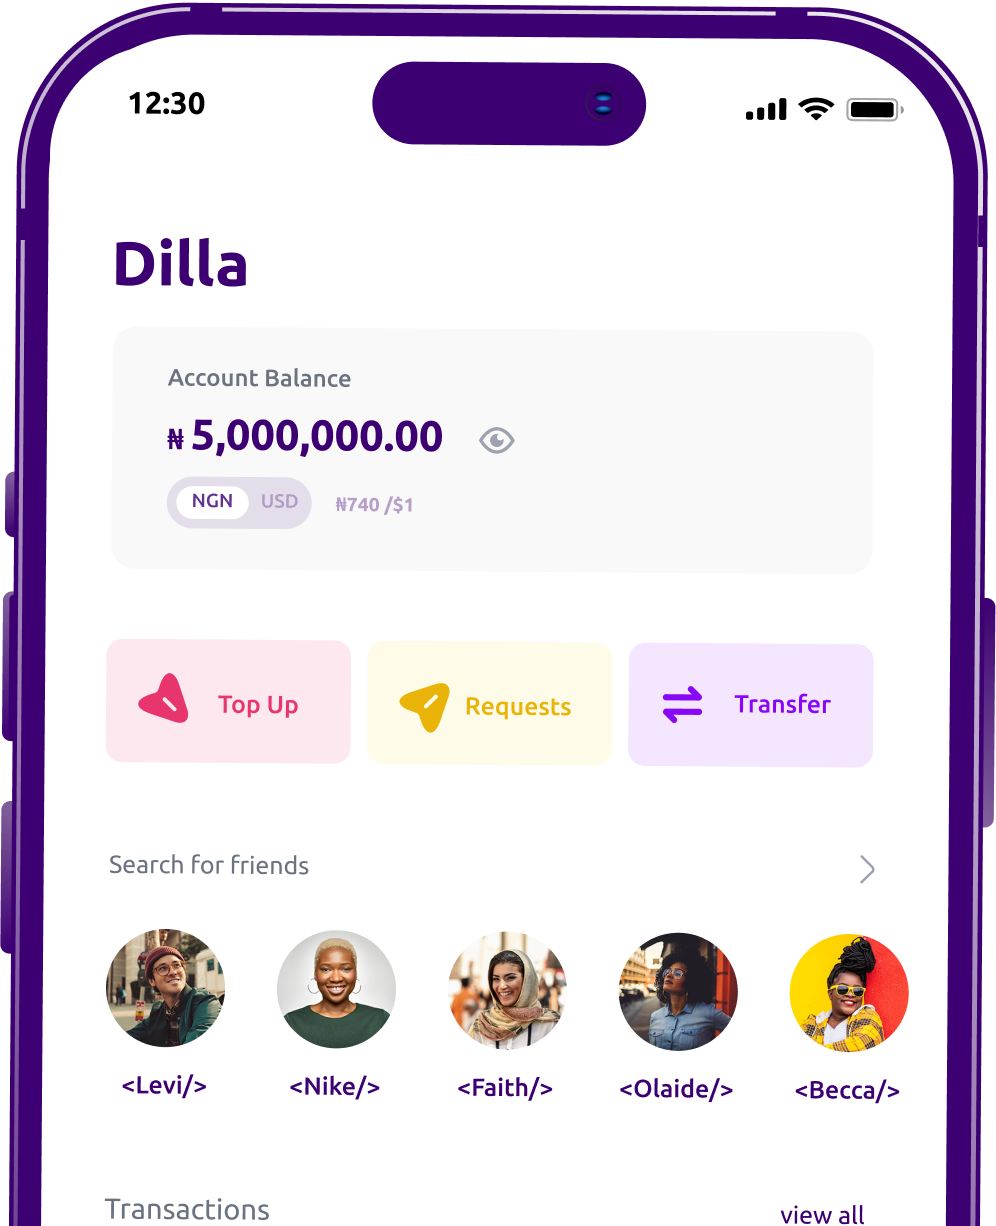 12:30
Dilla
Account Balance
₦ 5,000,000.00
NGN USD ₦740 /$1
Top Up Requests Transfer
Search for friends
<Levi/> <Nike/> <Faith/> <Olaide/> <Becca/>
Transactions view all